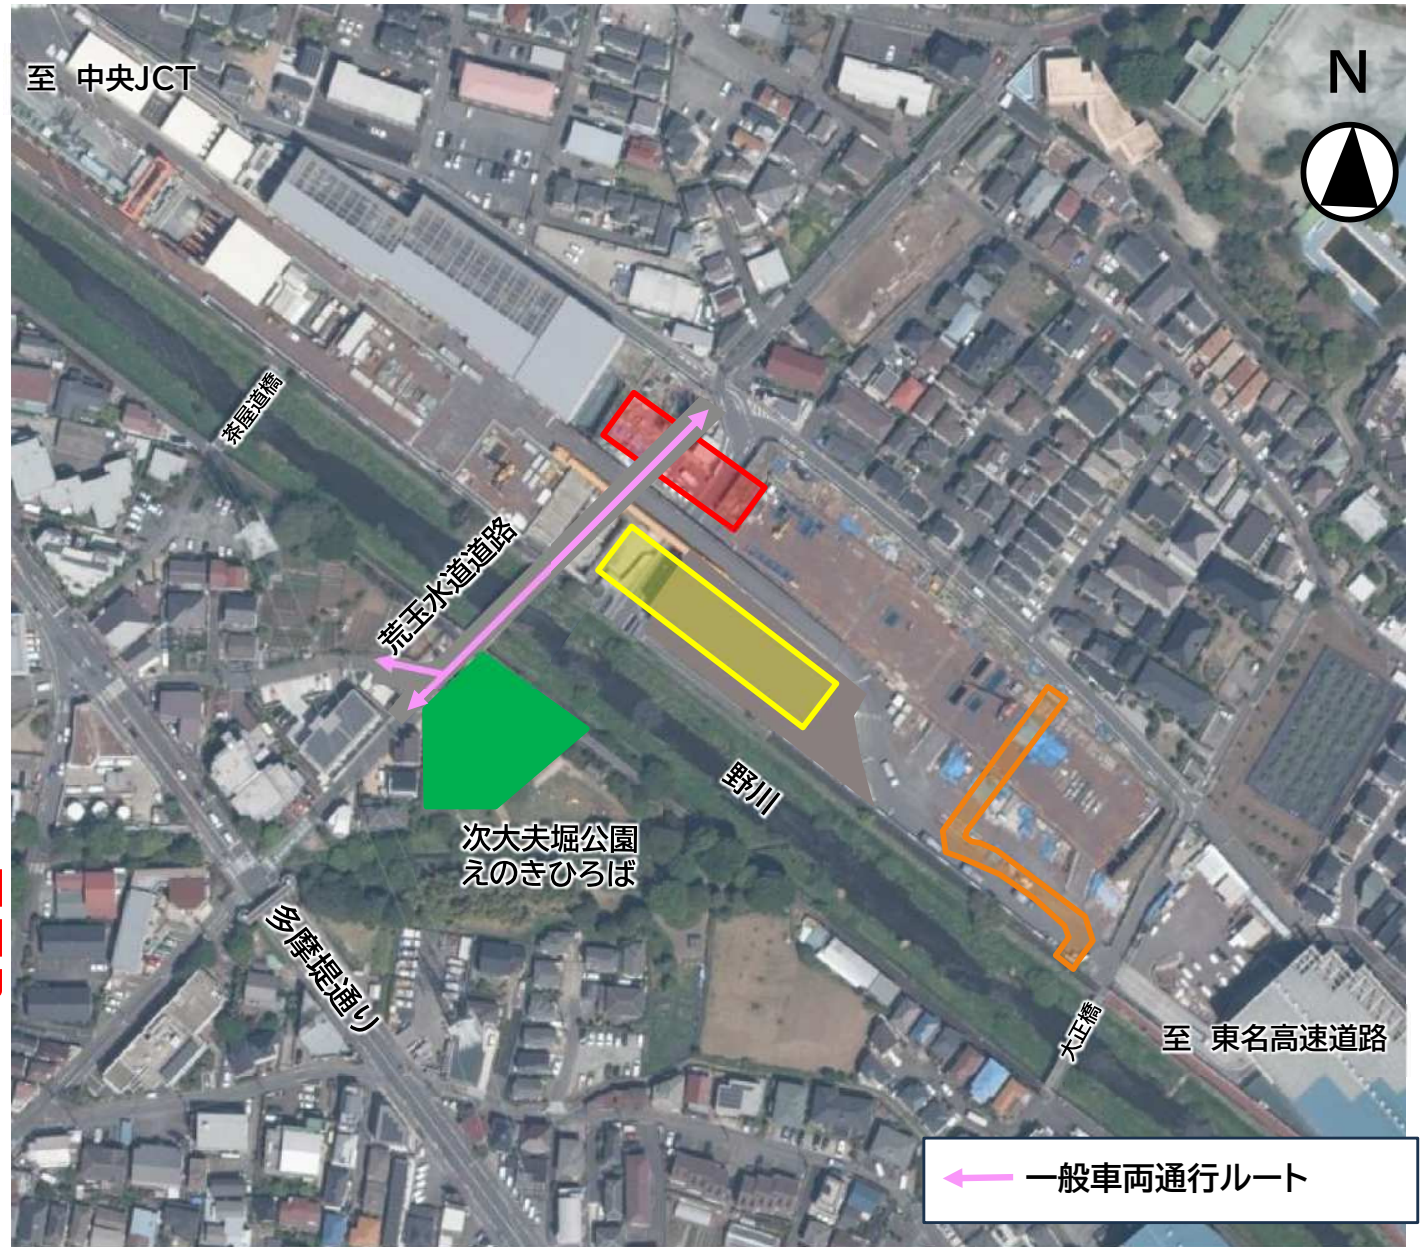 至 中央JCT
N
茶屋道橋
荒玉水道道路
野川
次大夫堀公園
えのきひろば
多摩堤通り
大正橋
至 東名高速道路
一般車両通行ルート